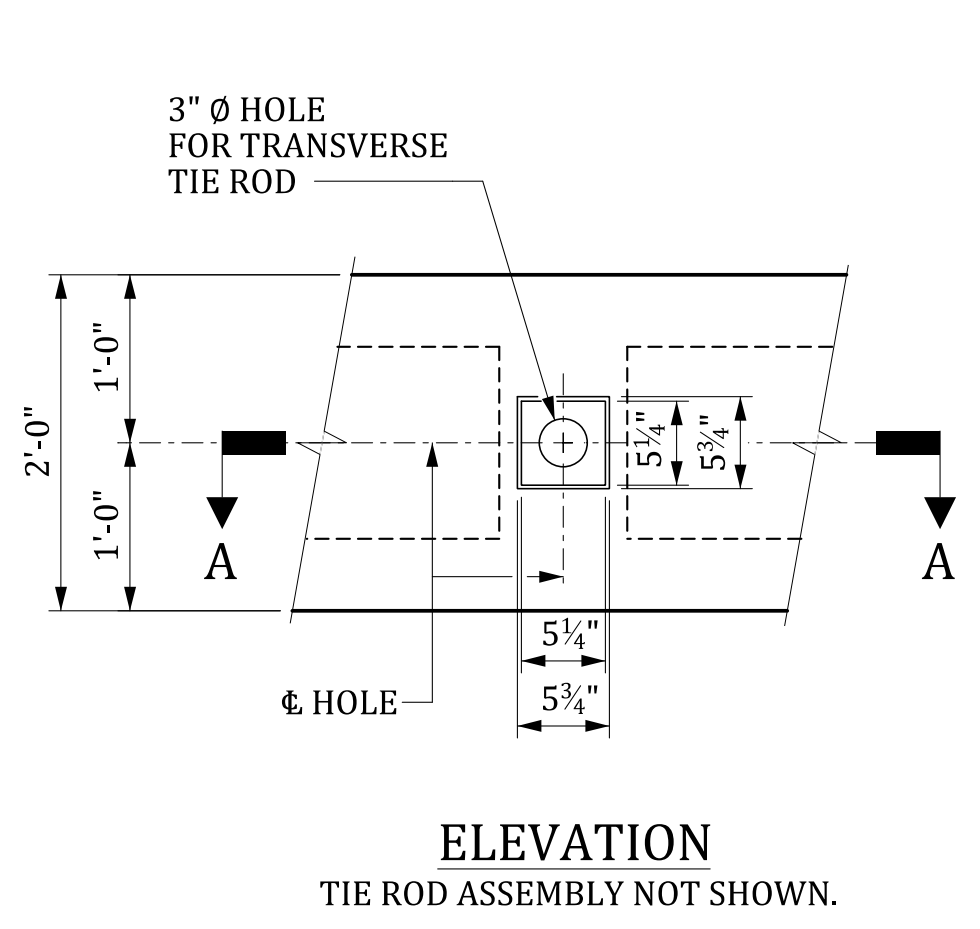 3" Ø HOLE
FOR TRANSVERSE
TIE ROD
1'-0"
2'-0"
1'-0"
5¼"
5¾"
A
A
5¼"
5¾"
℄ HOLE
ELEVATION
TIE ROD ASSEMBLY NOT SHOWN.